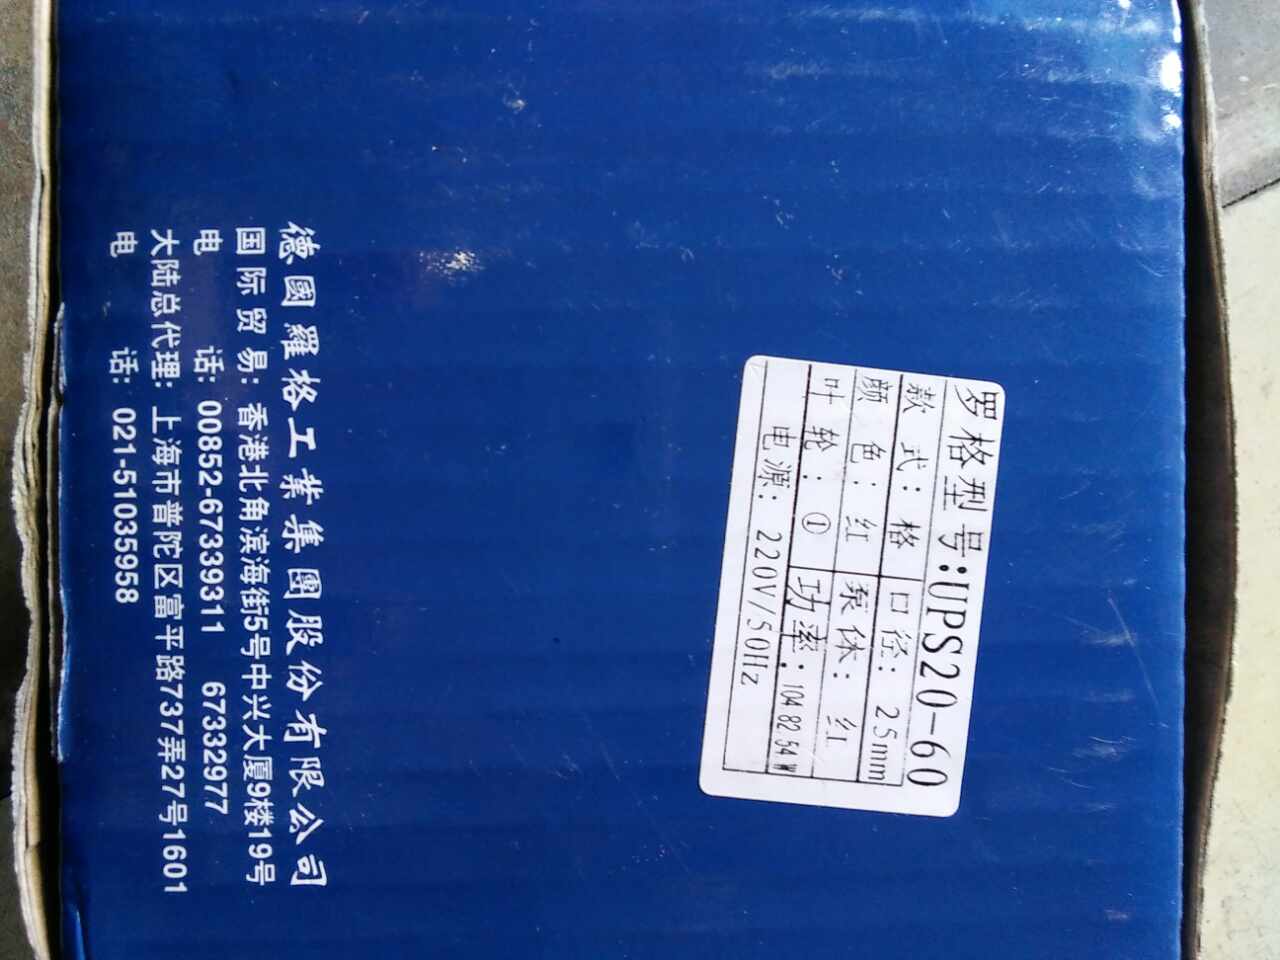 罗格型号:UPS20-60
款式:格 口径:25mm
颜色:红 泵体:红
叶轮:① 功率:104 82 54 W
电源:220V/50Hz
德國羅格工业集團股份有限公司
国际贸易:香港北角滨海街5号中兴大厦9楼19号
电话:00852-67339311 67332977
大陆总代理:上海市普陀区富平路737弄27号1601
电话:021-51035958